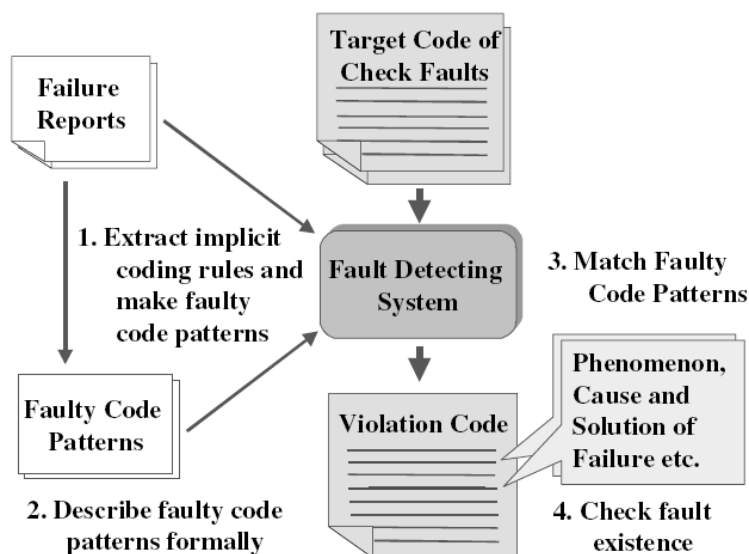 Target Code of
Check Faults
Failure
Reports
1. Extract implicit
coding rules and
make faulty
code patterns
Fault Detecting
System
3. Match Faulty
Code Patterns
Faulty Code
Patterns
Violation Code
Phenomenon,
Cause and
Solution of
Failure etc.
2. Describe faulty code
patterns formally
4. Check fault
existence